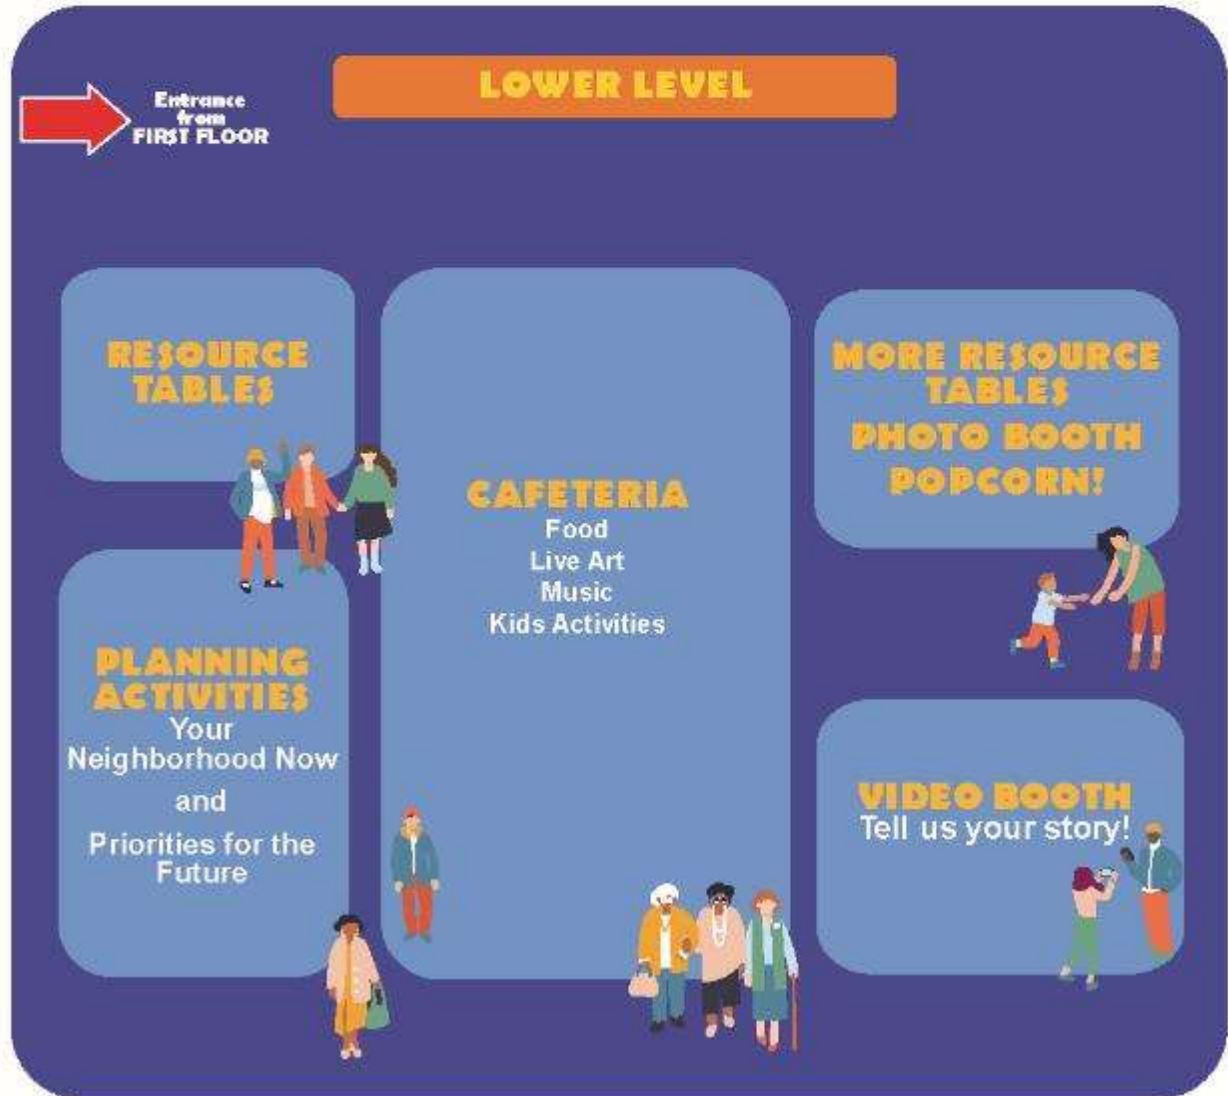 LOWER LEVEL
Entrance
from
FIRST FLOOR
RESOURCE
TABLES
CAFETERIA
Food
Live Art
Music
Kids Activities
MORE RESOURCE
TABLES
PHOTO BOOTH
POPCORN!
PLANNING
ACTIVITIES
Your
Neighborhood Now
and
Priorities for the
Future
VIDEO BOOTH
Tell us your story!